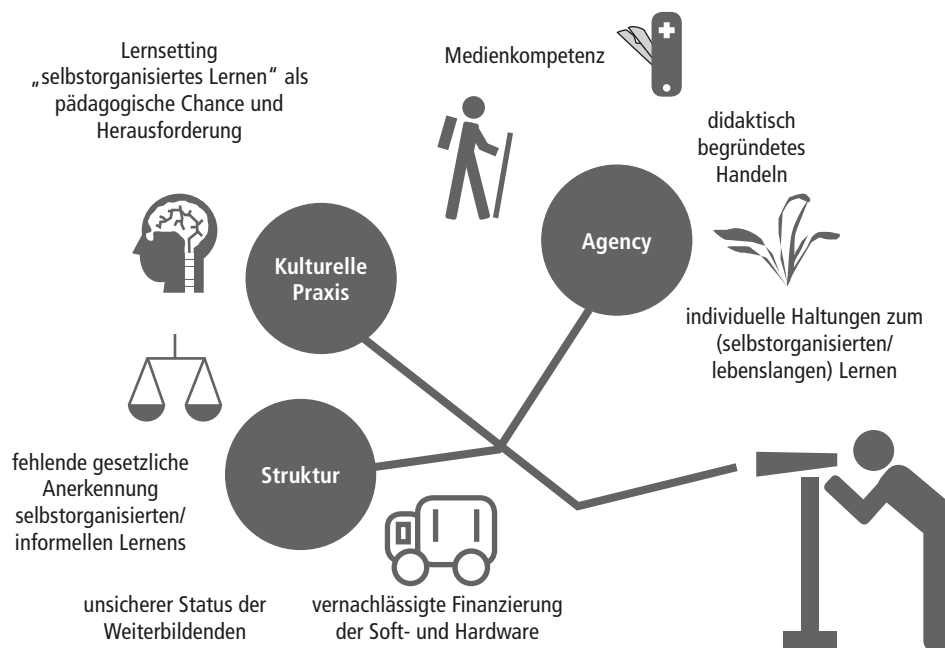 Lernsetting
„selbstorganisiertes Lernen“ als
pädagogische Chance und
Herausforderung
Medienkompetenz
didaktisch
begründetes
Handeln
Agency
Kulturelle
Praxis
individuelle Haltungen zum
(selbstorganisierten/
lebenslangen) Lernen
Struktur
fehlende gesetzliche
Anerkennung
selbstorganisierten/
informellen Lernens
unsicherer Status der
Weiterbildenden
vernachlässigte Finanzierung
der Soft- und Hardware